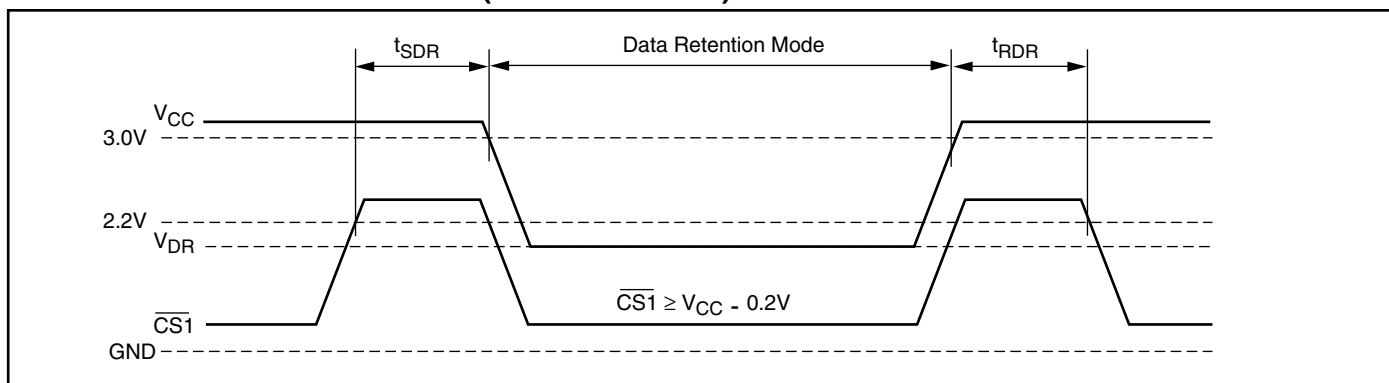 (
)
tSDR
Data Retention Mode
tRDR
VCC
3.0V
2.2V
VDR
CS1 ≥ VCC - 0.2V
CS1
GND